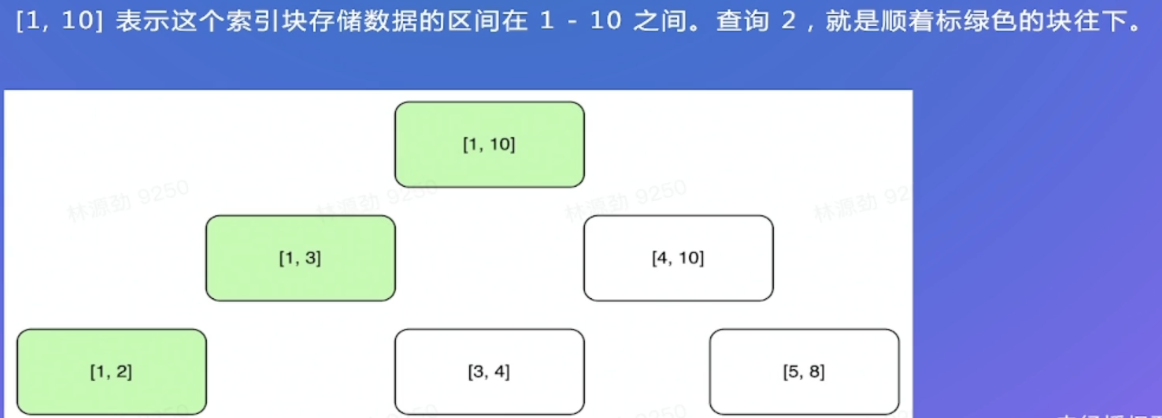 [1, 10] 表示这个索引块存储数据的区间在 1 - 10 之间。查询 2，就是顺着标绿色的块往下。
[1, 10]
林源劲 9250 林源劲 9250 林源劲 9250 林源劲 92
[1, 3] [4, 10]
[1, 2] [3, 4] [5, 8]